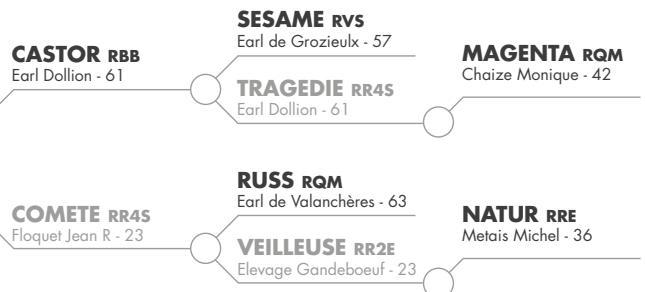 CASTOR RBB
Earl Dollion - 61
SESAME RVS
Earl de Grozieulx - 57
TRAGEDIE RR4S
Earl Dollion - 61
MAGENTA RQM
Chaize Monique - 42
COMETE RR4S
Floquet Jean R - 23
RUSS RQM
Earl de Valanchères - 63
VEILLEUSE RR2E
Elevage Gandeboeuf - 23
NATUR RRE
Metais Michel - 36